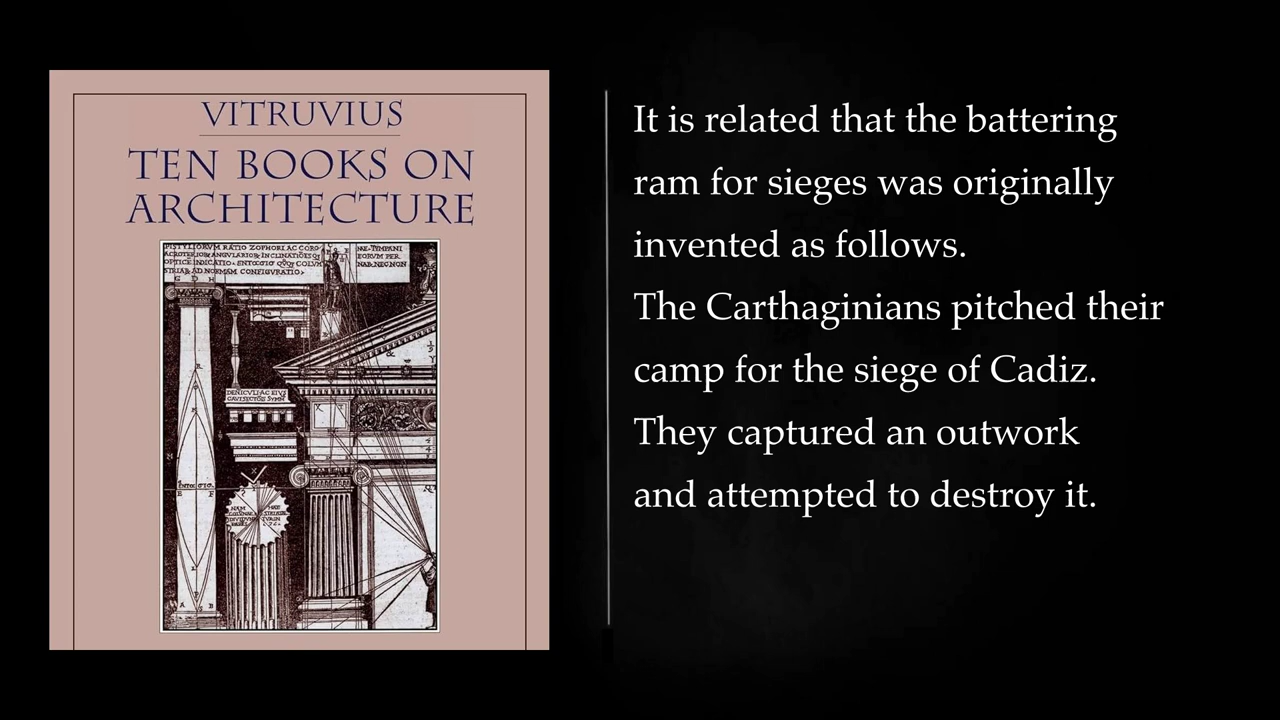 VITRUVIUS
TEN BOOKS ON
ARCHITECTURE
It is related that the battering
ram for sieges was originally
invented as follows.
The Carthaginians pitched their
camp for the siege of Cadiz.
They captured an outwork
and attempted to destroy it.